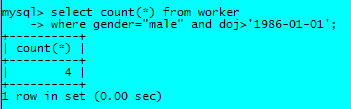 mysql> select count(*) from worker
    -> where gender="male" and doj>'1986-01-01';
+----------+
| count(*) |
+----------+
|        4 |
+----------+
1 row in set (0.00 sec)